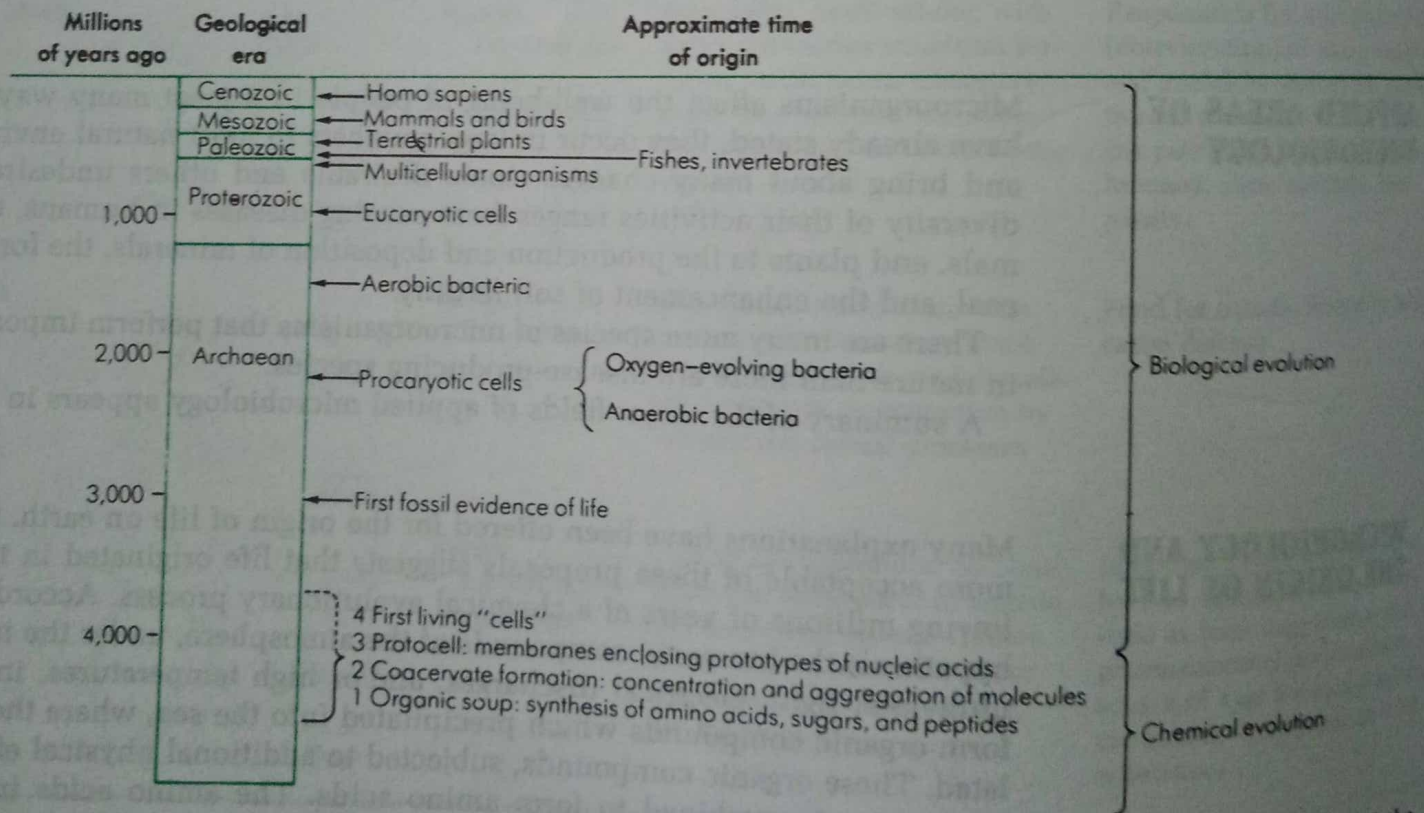 Millions
of years ago
Geological
era
Approximate time
of origin
Cenozoic
Homo sapiens
Mesozoic
Mammals and birds
Paleozoic
Terrestrial plants
Fishes, invertebrates
Multicellular organisms
Proterozoic
1,000
Eucaryotic cells
Aerobic bacteria
2,000
Archaean
Procaryotic cells
Oxygen-evolving bacteria
Anaerobic bacteria
Biological evolution
3,000
First fossil evidence of life
4,000
4 First living "cells"
3 Protocell: membranes enclosing prototypes of nucleic acids
2 Coacervate formation: concentration and aggregation of molecules
1 Organic soup: synthesis of amino acids, sugars, and peptides
Chemical evolution